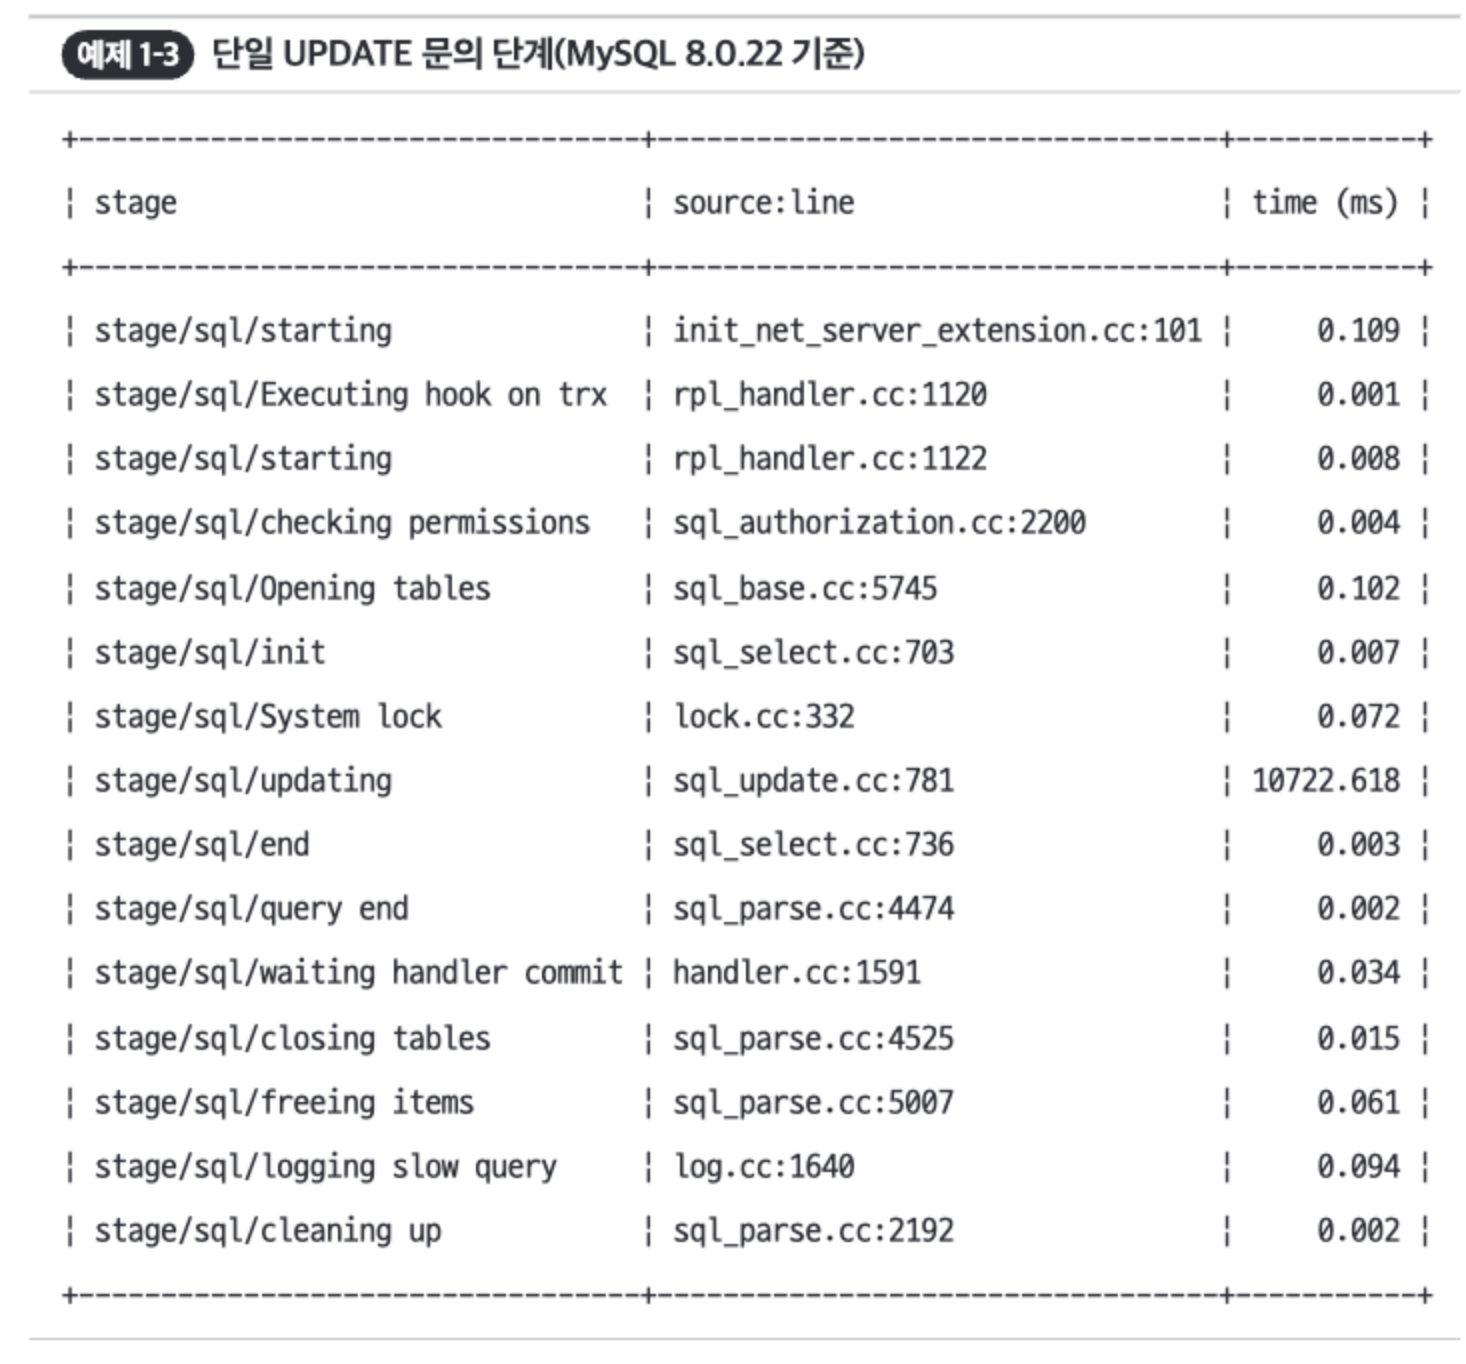 예제 1-3 단일 UPDATE 문의 단계(MySQL 8.0.22 기준)
+----------------------------------+-----------------------------------+-----------+
¦ stage ¦ source:line ¦ time (ms) ¦
+----------------------------------+-----------------------------------+-----------+
¦ stage/sql/starting ¦ init_net_server_extension.cc:101 ¦ 0.109 ¦
¦ stage/sql/Executing hook on trx ¦ rpl_handler.cc:1120 ¦ 0.001 ¦
¦ stage/sql/starting ¦ rpl_handler.cc:1122 ¦ 0.008 ¦
¦ stage/sql/checking permissions ¦ sql_authorization.cc:2200 ¦ 0.004 ¦
¦ stage/sql/Opening tables ¦ sql_base.cc:5745 ¦ 0.102 ¦
¦ stage/sql/init ¦ sql_select.cc:703 ¦ 0.007 ¦
¦ stage/sql/System lock ¦ lock.cc:332 ¦ 0.072 ¦
¦ stage/sql/updating ¦ sql_update.cc:781 ¦ 10722.618 ¦
¦ stage/sql/end ¦ sql_select.cc:736 ¦ 0.003 ¦
¦ stage/sql/query end ¦ sql_parse.cc:4474 ¦ 0.002 ¦
¦ stage/sql/waiting handler commit ¦ handler.cc:1591 ¦ 0.034 ¦
¦ stage/sql/closing tables ¦ sql_parse.cc:4525 ¦ 0.015 ¦
¦ stage/sql/freeing items ¦ sql_parse.cc:5007 ¦ 0.061 ¦
¦ stage/sql/logging slow query ¦ log.cc:1640 ¦ 0.094 ¦
¦ stage/sql/cleaning up ¦ sql_parse.cc:2192 ¦ 0.002 ¦
+----------------------------------+-----------------------------------+-----------+